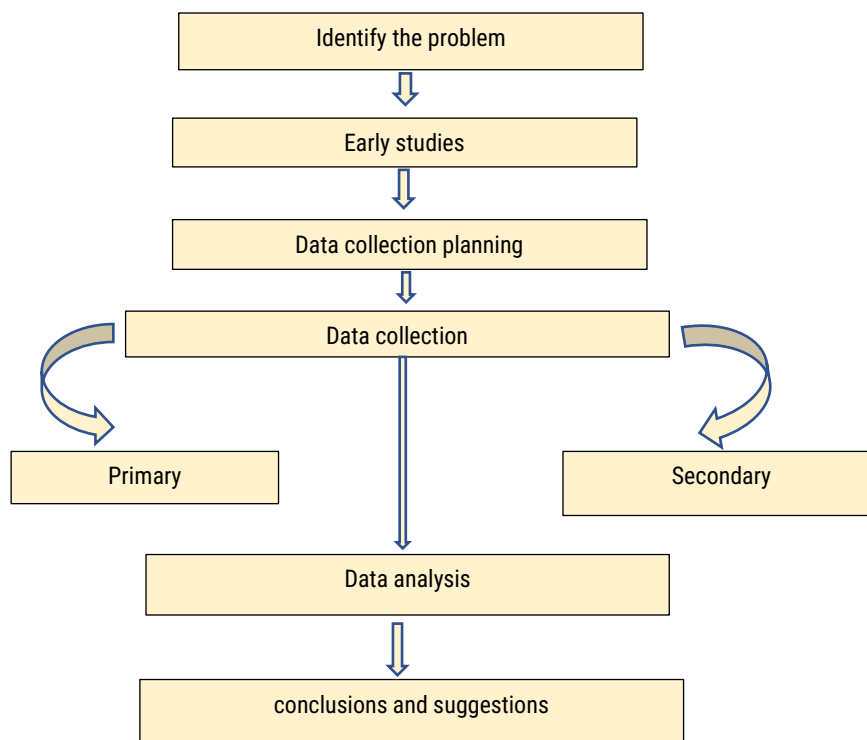 Identify the problem
Early studies
Data collection planning
Data collection
Primary
Secondary
Data analysis
conclusions and suggestions